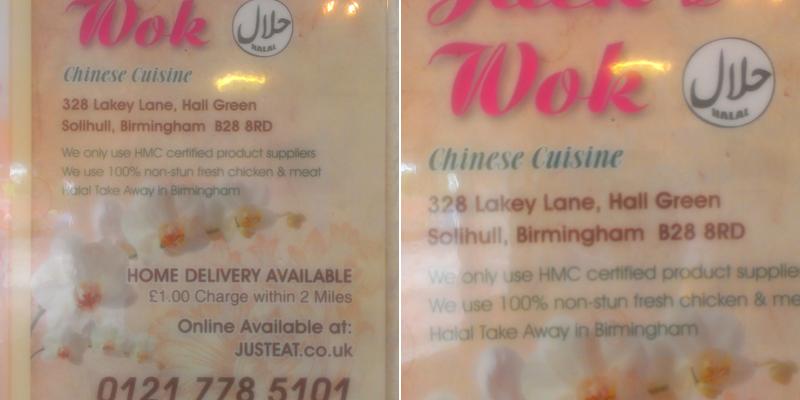 Wok
حلال
HALAL
Chinese Cuisine
328 Lakey Lane, Hall Green
Solihull, Birmingham B28 8RD
We only use HMC certified product suppliers
We use 100% non-stun fresh chicken & meat
Halal Take Away in Birmingham
HOME DELIVERY AVAILABLE
£1.00 Charge within 2 Miles
Online Available at:
JUSTEAT.co.uk
0121 778 5101
Wok
حلال
HALAL
Chinese Cuisine
328 Lakey Lane, Hall Green
Solihull, Birmingham B28 8RD
We only use HMC certified product supplie
We use 100% non-stun fresh chicken & me
Halal Take Away in Birmingham